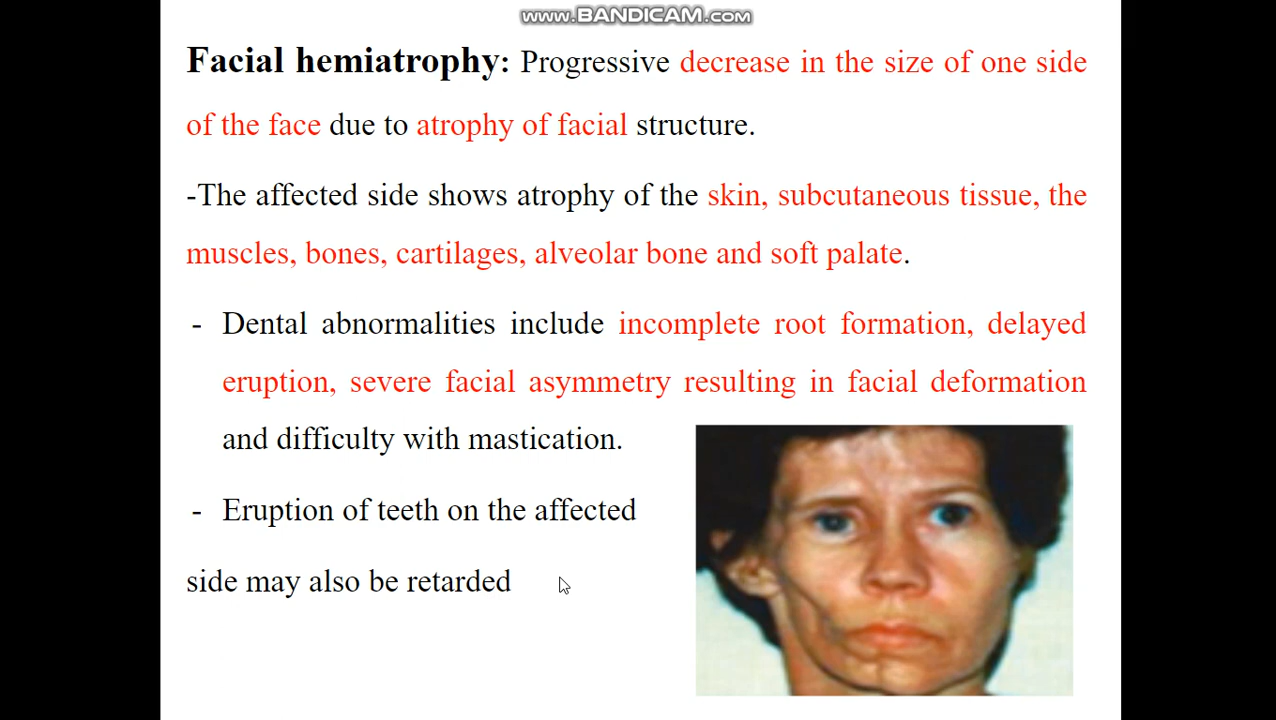 www.BANDICAM.com
Facial hemiatrophy: Progressive decrease in the size of one side
of the face due to atrophy of facial structure.
-The affected side shows atrophy of the skin, subcutaneous tissue, the
muscles, bones, cartilages, alveolar bone and soft palate.
- Dental abnormalities include incomplete root formation, delayed
eruption, severe facial asymmetry resulting in facial deformation
and difficulty with mastication.
- Eruption of teeth on the affected
side may also be retarded